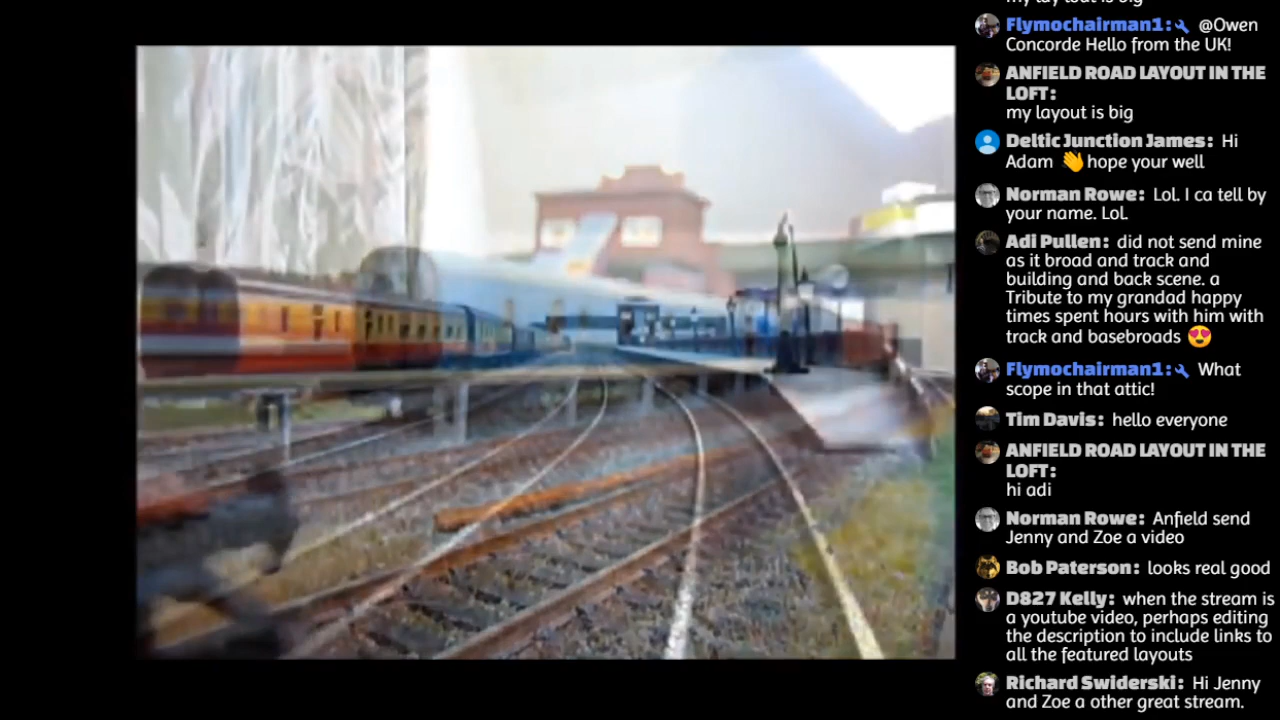 my lay tout is big
Flymochairman1: @Owen
Concorde Hello from the UK!
ANFIELD ROAD LAYOUT IN THE
LOFT:
my layout is big
Deltic Junction James: Hi
Adam 👋 hope your well
Norman Rowe: Lol. I ca tell by
your name. Lol.
Adi Pullen: did not send mine
as it broad and track and
building and back scene. a
Tribute to my grandad happy
times spent hours with him with
track and basebroads 😍
Flymochairman1: What
scope in that attic!
Tim Davis: hello everyone
ANFIELD ROAD LAYOUT IN THE
LOFT:
hi adi
Norman Rowe: Anfield send
Jenny and Zoe a video
Bob Paterson: looks real good
D827 Kelly: when the stream is
a youtube video, perhaps editing
the description to include links to
all the featured layouts
Richard Swiderski: Hi Jenny
and Zoe a other great stream.